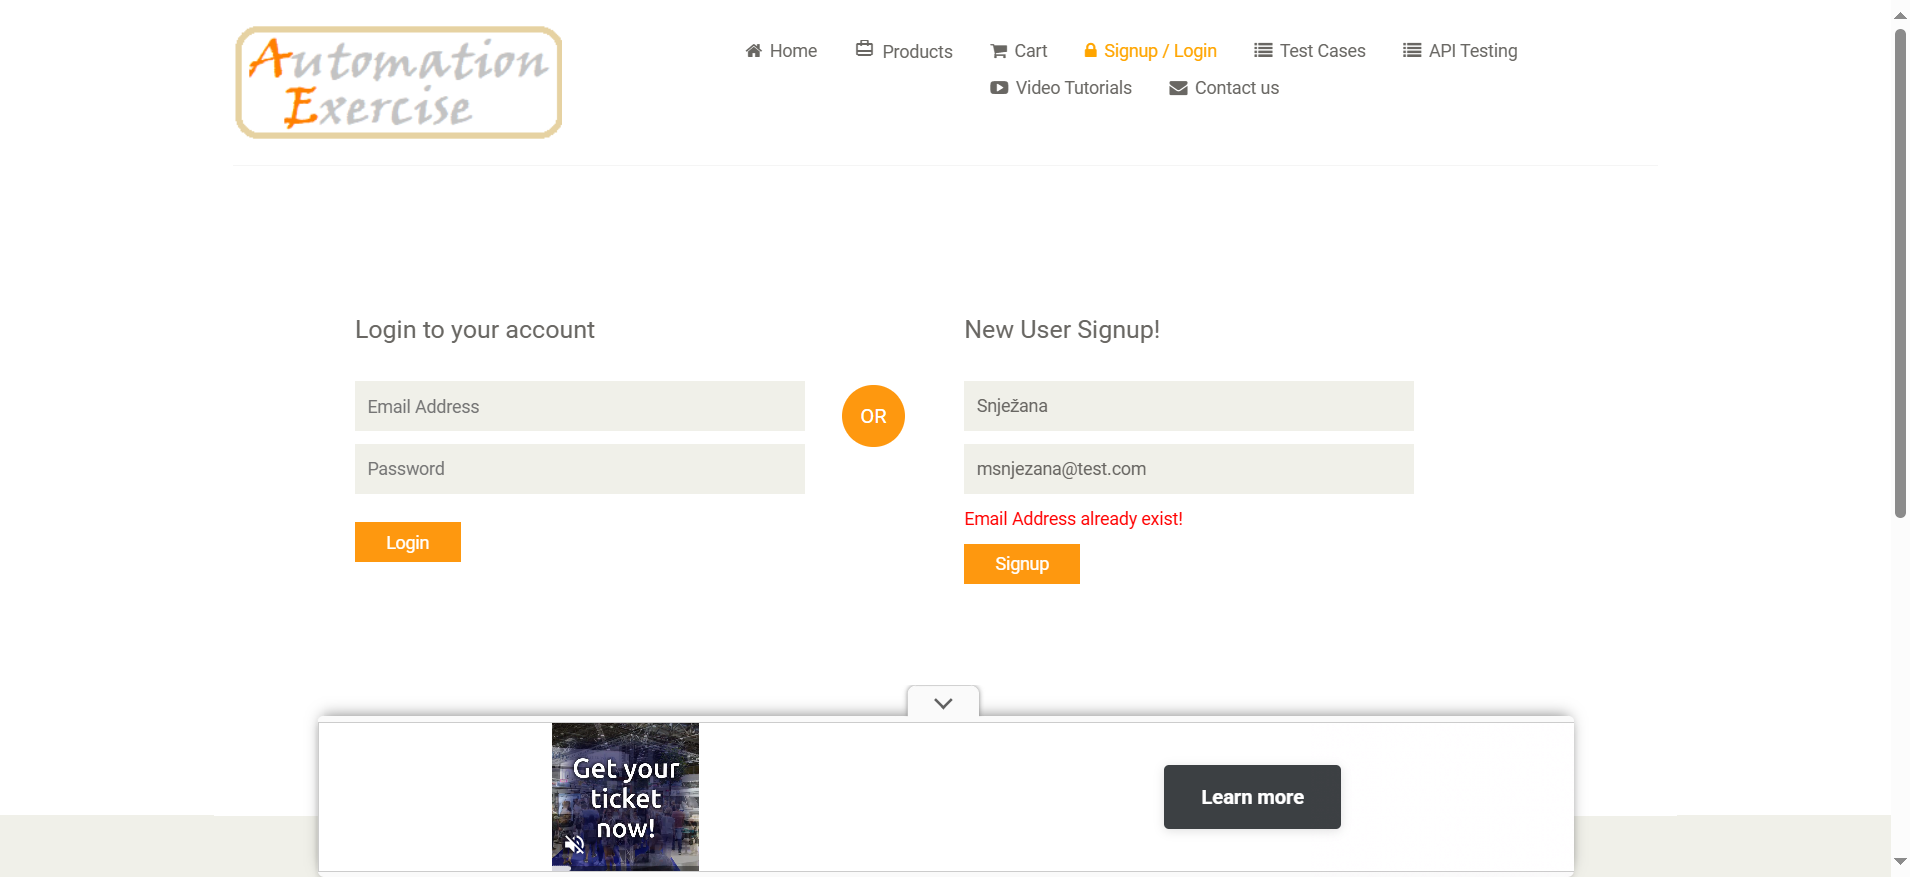 Automation
Exercise
Home
Products
Cart
Signup / Login
Test Cases
API Testing
Video Tutorials
Contact us
Login to your account
Email Address
Password
Login
OR
New User Signup!
Snježana
msnjezana@test.com
Email Address already exist!
Signup
Get your
ticket
now!
Learn more